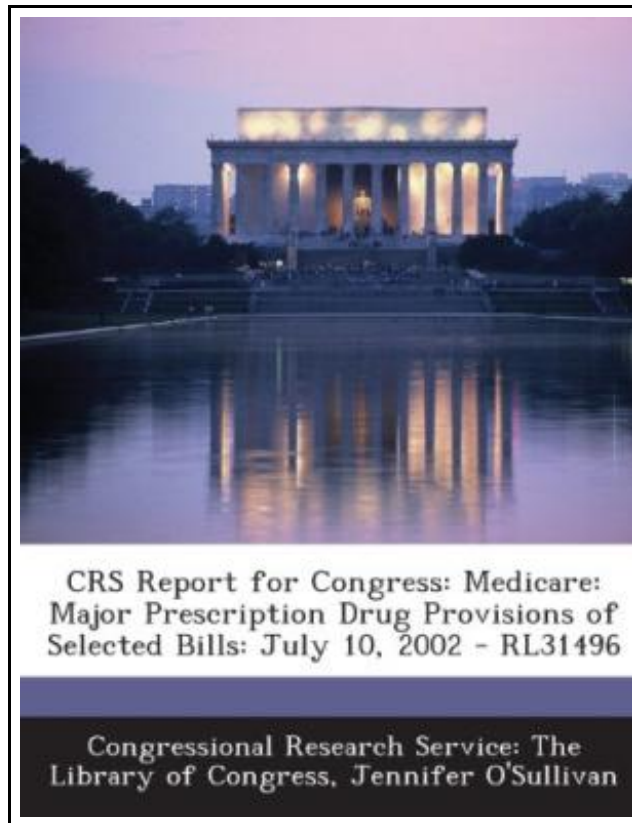 CRS Report for Congress: Medicare:
Major Prescription Drug Provisions of
Selected Bills: July 10, 2002 - RL31496
Congressional Research Service: The
Library of Congress, Jennifer O'Sullivan